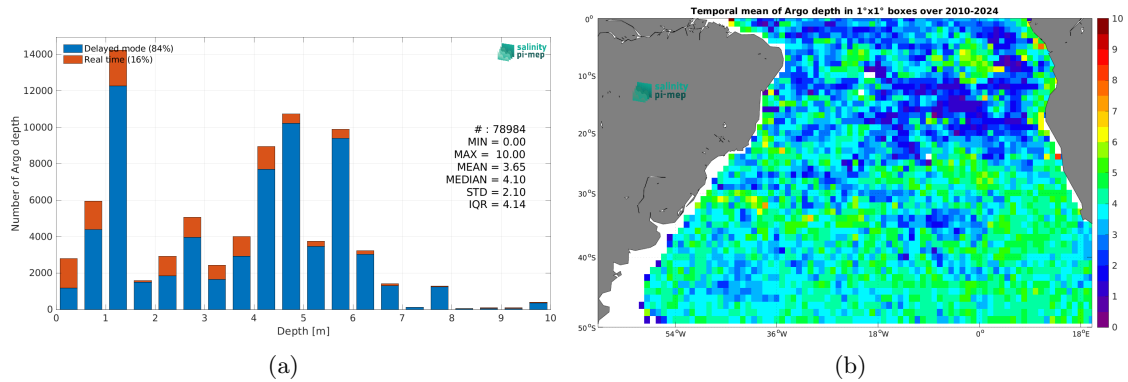 Delayed mode (84%)
Real time (16%)
salinity
pi-mep
# : 78984
MIN = 0.00
MAX = 10.00
MEAN = 3.65
MEDIAN = 4.10
STD = 2.10
IQR = 4.14
Number of Argo depth
14000
12000
10000
8000
6000
4000
2000
0
0 1 2 3 4 5 6 7 8 9 10
Depth [m]
(a)
Temporal mean of Argo depth in 1°x1° boxes over 2010-2024
salinity
pi-mep
0°
10°S
20°S
30°S
40°S
50°S
54°W 36°W 18°W 0° 18°E
10
9
8
7
6
5
4
3
2
1
0
(b)